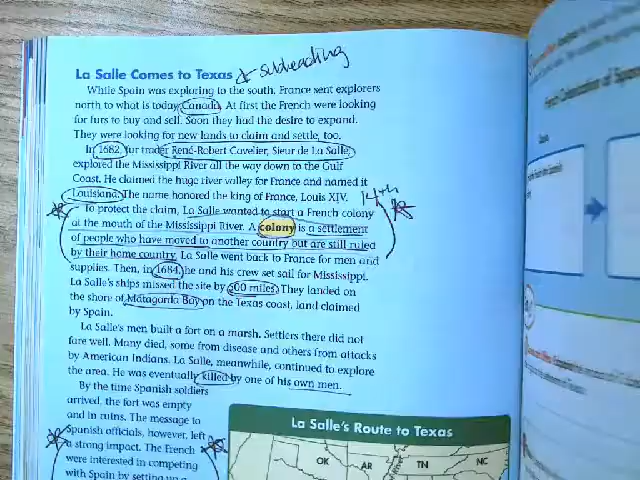 La Salle Comes to Texas * subheading
While Spain was exploring to the south, France sent explorers
north to what is today Canada. At first the French were looking
for furs to buy and sell. Soon they had the desire to expand.
They were looking for new lands to claim and settle, too.
In 1682, fur trader René-Robert Cavelier, Sieur de La Salle,
explored the Mississippi River all the way down to the Gulf
Coast. He claimed the huge river valley for France and named it
Louisiana. The name honored the king of France, Louis XIV. 14th
To protect the claim, La Salle wanted to start a French colony
at the mouth of the Mississippi River. A colony is a settlement
of people who have moved to another country but are still ruled
by their home country. La Salle went back to France for men and
supplies. Then, in 1684, he and his crew set sail for Mississippi.
La Salle's ships missed the site by 500 miles. They landed on
the shore of Matagorda Bay on the Texas coast, land claimed
by Spain.
La Salle's men built a fort on a marsh. Settlers there did not
fare well. Many died, some from disease and others from attacks
by American Indians. La Salle, meanwhile, continued to explore
the area. He was eventually killed by one of his own men.
By the time Spanish soldiers
arrived, the fort was empty
and in ruins. The message to
Spanish officials, however, left
a strong impact. The French
were interested in competing
with Spain by setting up a
La Salle's Route to Texas
OK
AR
TN
NC